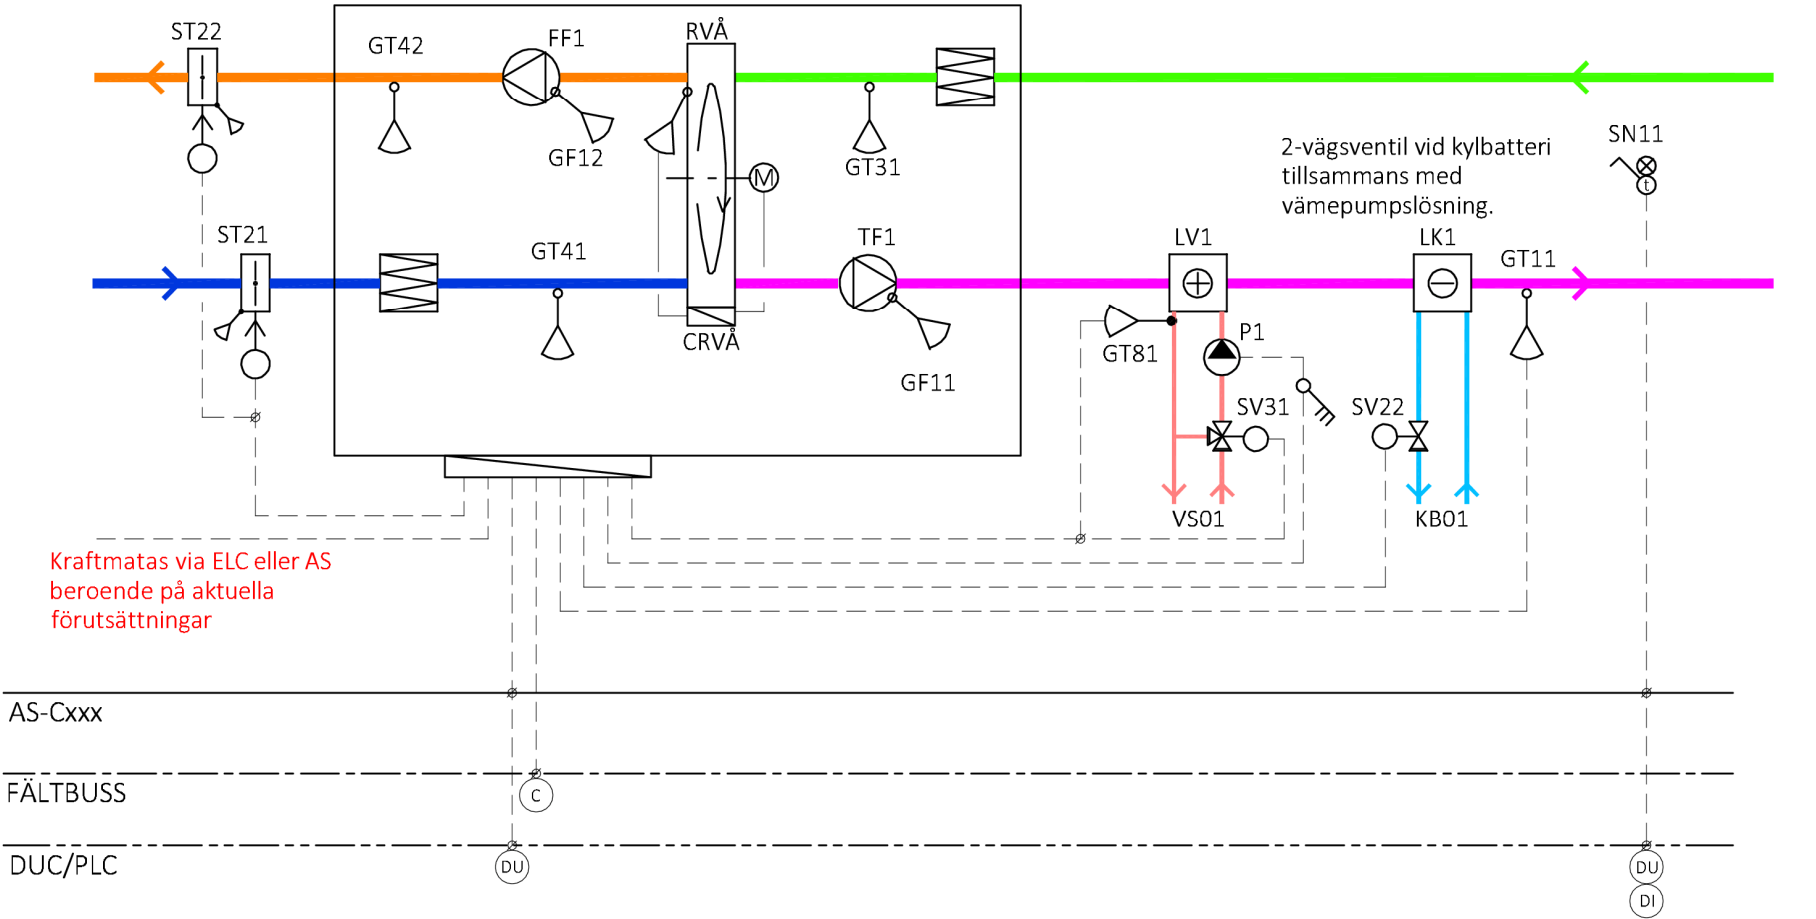 ST22
GT42
FF1
RVÅ
GF12
GT31
2-vägsventil vid kylbatteri
tillsammans med
vämepumpslösning.
SN11
t
M
ST21
GT41
TF1
LV1
LK1
GT11
CRVÅ
GF11
GT81
P1
SV31
SV22
VS01
KB01
Kraftmatas via ELC eller AS
beroende på aktuella
förutsättningar
AS-Cxxx
FÄLTBUSS
C
DUC/PLC
DU
DU
DI